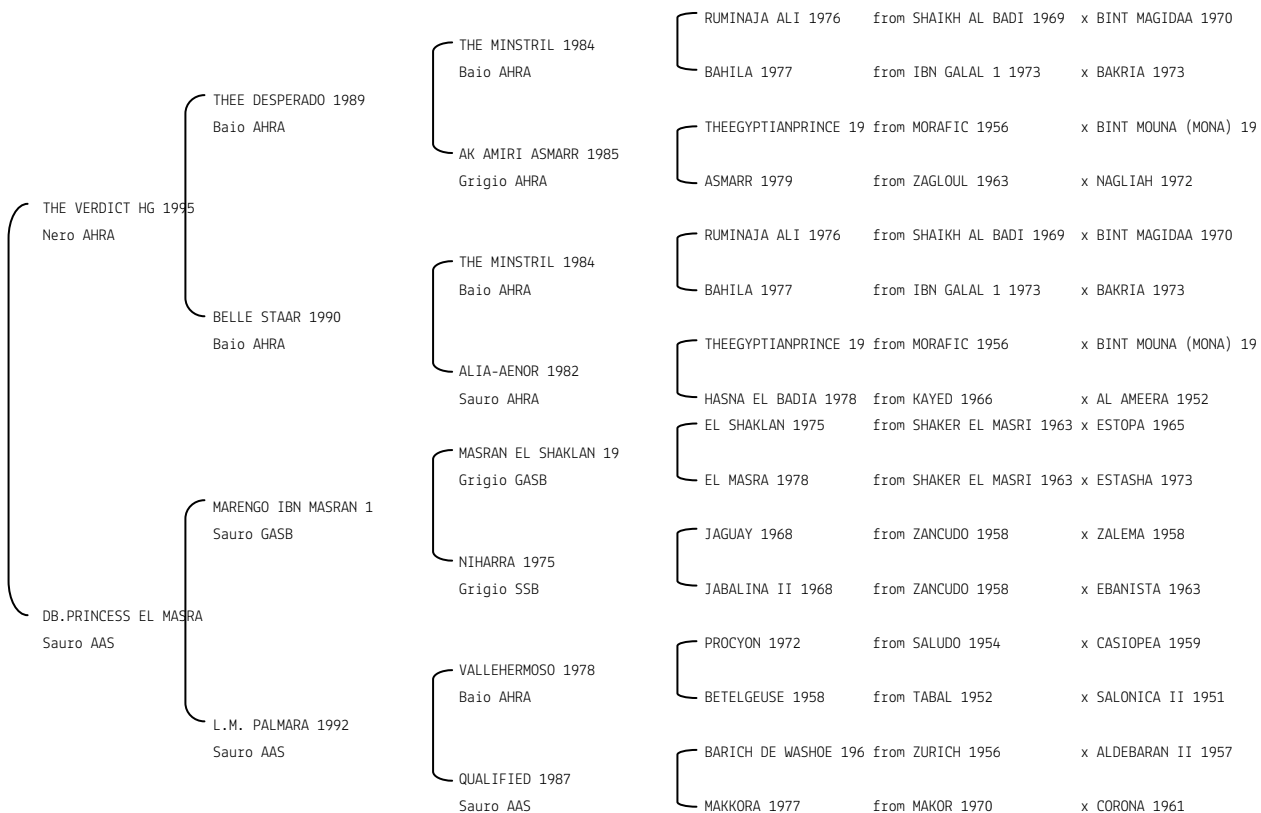 RUMINAJA ALI 1976 from SHAIKH AL BADI 1969 x BINT MAGIDAA 1970
THE MINSTRIL 1984
Baio AHRA BAHILA 1977 from IBN GALAL 1 1973 x BAKRIA 1973
THEE DESPERADO 1989
Baio AHRA THEEGYPTIANPRINCE 19 from MORAFIC 1956 x BINT MOUNA (MONA) 19
AK AMIRI ASMARR 1985
Grigio AHRA ASMARR 1979 from ZAGLOUL 1963 x NAGLIAH 1972
THE VERDICT HG 1995
Nero AHRA RUMINAJA ALI 1976 from SHAIKH AL BADI 1969 x BINT MAGIDAA 1970
THE MINSTRIL 1984
Baio AHRA BAHILA 1977 from IBN GALAL 1 1973 x BAKRIA 1973
BELLE STAAR 1990
Baio AHRA THEEGYPTIANPRINCE 19 from MORAFIC 1956 x BINT MOUNA (MONA) 19
ALIA-AENOR 1982
Sauro AHRA HASNA EL BADIA 1978 from KAYED 1966 x AL AMEERA 1952
EL SHAKLAN 1975 from SHAKER EL MASRI 1963 x ESTOPA 1965
MASRAN EL SHAKLAN 19
Grigio GASB EL MASRA 1978 from SHAKER EL MASRI 1963 x ESTASHA 1973
MARENGO IBN MASRAN 1
Sauro GASB JAGUAY 1968 from ZANCUDO 1958 x ZALEMA 1958
NIHARRA 1975
Grigio SSB JABALINA II 1968 from ZANCUDO 1958 x EBANISTA 1963
DB.PRINCESS EL MASRA
Sauro AAS PROCYON 1972 from SALUDO 1954 x CASIOPEA 1959
VALLEHERMOSO 1978
Baio AHRA BETELGEUSE 1958 from TABAL 1952 x SALONICA II 1951
L.M. PALMARA 1992
Sauro AAS BARICH DE WASHOE 196 from ZURICH 1956 x ALDEBARAN II 1957
QUALIFIED 1987
Sauro AAS MAKKORA 1977 from MAKOR 1970 x CORONA 1961